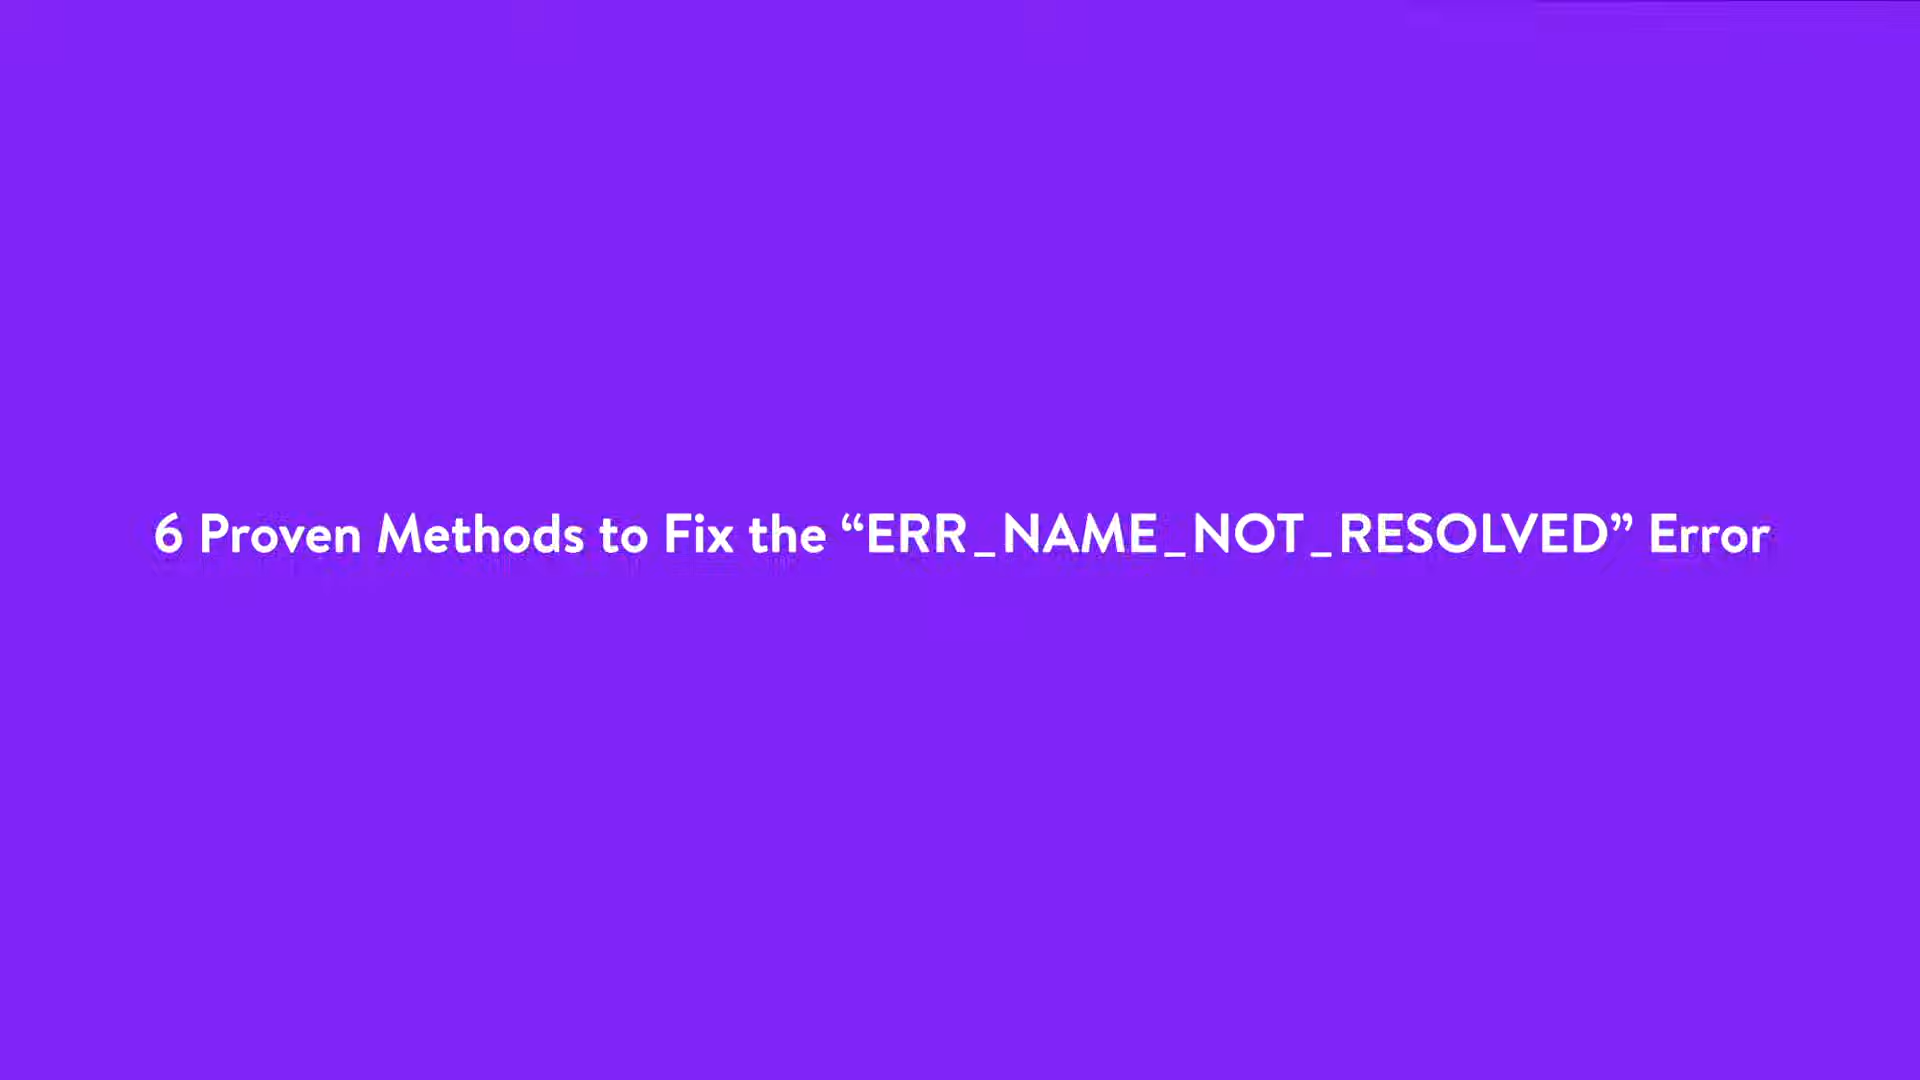 6 Proven Methods to Fix the “ERR_NAME_NOT_RESOLVED” Error